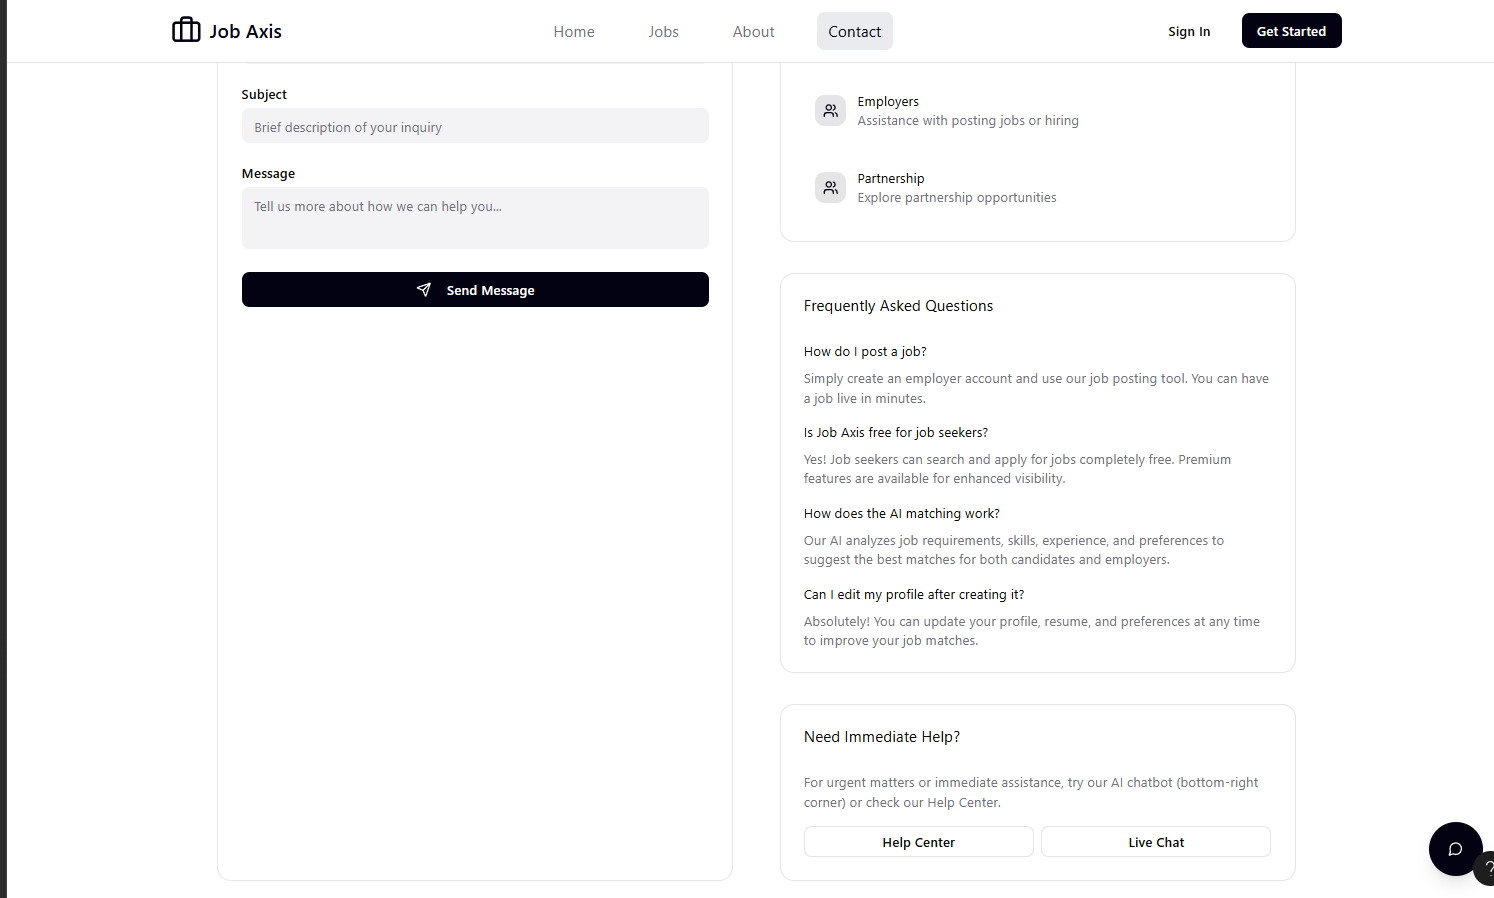 Job Axis
Home
Jobs
About
Contact
Sign In
Get Started
Subject
Brief description of your inquiry
Message
Tell us more about how we can help you...
Send Message
Employers
Assistance with posting jobs or hiring
Partnership
Explore partnership opportunities
Frequently Asked Questions
How do I post a job?
Simply create an employer account and use our job posting tool. You can have
a job live in minutes.
Is Job Axis free for job seekers?
Yes! Job seekers can search and apply for jobs completely free. Premium
features are available for enhanced visibility.
How does the AI matching work?
Our AI analyzes job requirements, skills, experience, and preferences to
suggest the best matches for both candidates and employers.
Can I edit my profile after creating it?
Absolutely! You can update your profile, resume, and preferences at any time
to improve your job matches.
Need Immediate Help?
For urgent matters or immediate assistance, try our AI chatbot (bottom-right
corner) or check our Help Center.
Help Center
Live Chat
?